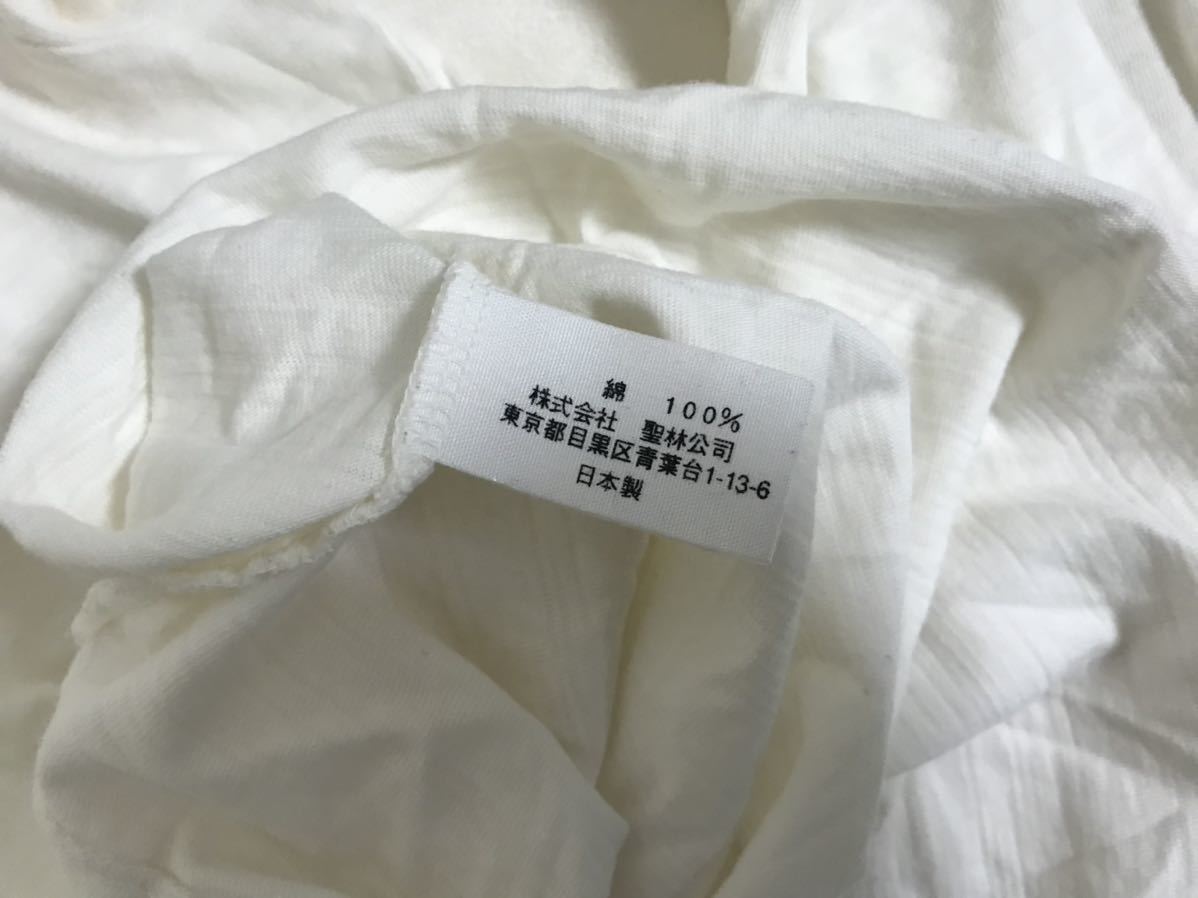 綿 100%
株式会社 聖林公司
東京都目黒区青葉台1-13-6
日本製